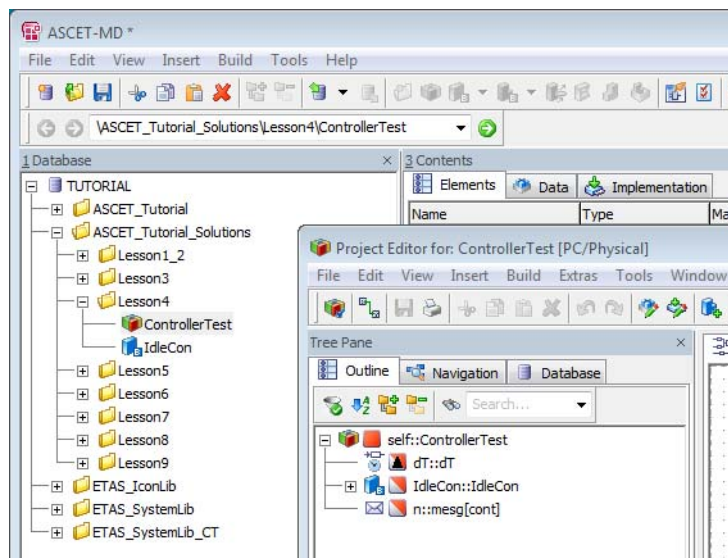 ASCET-MD *
File Edit View Insert Build Tools Help
\ASCET_Tutorial_Solutions\Lesson4\ControllerTest
1 Database
TUTORIAL
ASCET_Tutorial
ASCET_Tutorial_Solutions
Lesson1_2
Lesson3
Lesson4
ControllerTest
IdleCon
Lesson5
Lesson6
Lesson7
Lesson8
Lesson9
ETAS_IconLib
ETAS_SystemLib
ETAS_SystemLib_CT
3 Contents
Elements Data Implementation
Name Type Ma
Project Editor for: ControllerTest [PC/Physical]
File Edit View Insert Build Extras Tools Window
Tree Pane
Outline Navigation Database
Search...
self::ControllerTest
dT::dT
IdleCon::IdleCon
n::mesg[cont]